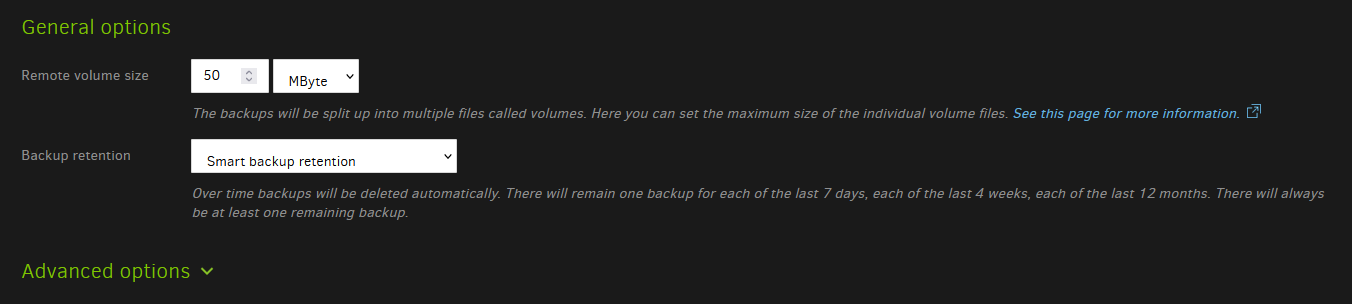 General options
Remote volume size 50 MByte
The backups will be split up into multiple files called volumes. Here you can set the maximum size of the individual volume files. See this page for more information.
Backup retention Smart backup retention
Over time backups will be deleted automatically. There will remain one backup for each of the last 7 days, each of the last 4 weeks, each of the last 12 months. There will always
be at least one remaining backup.
Advanced options